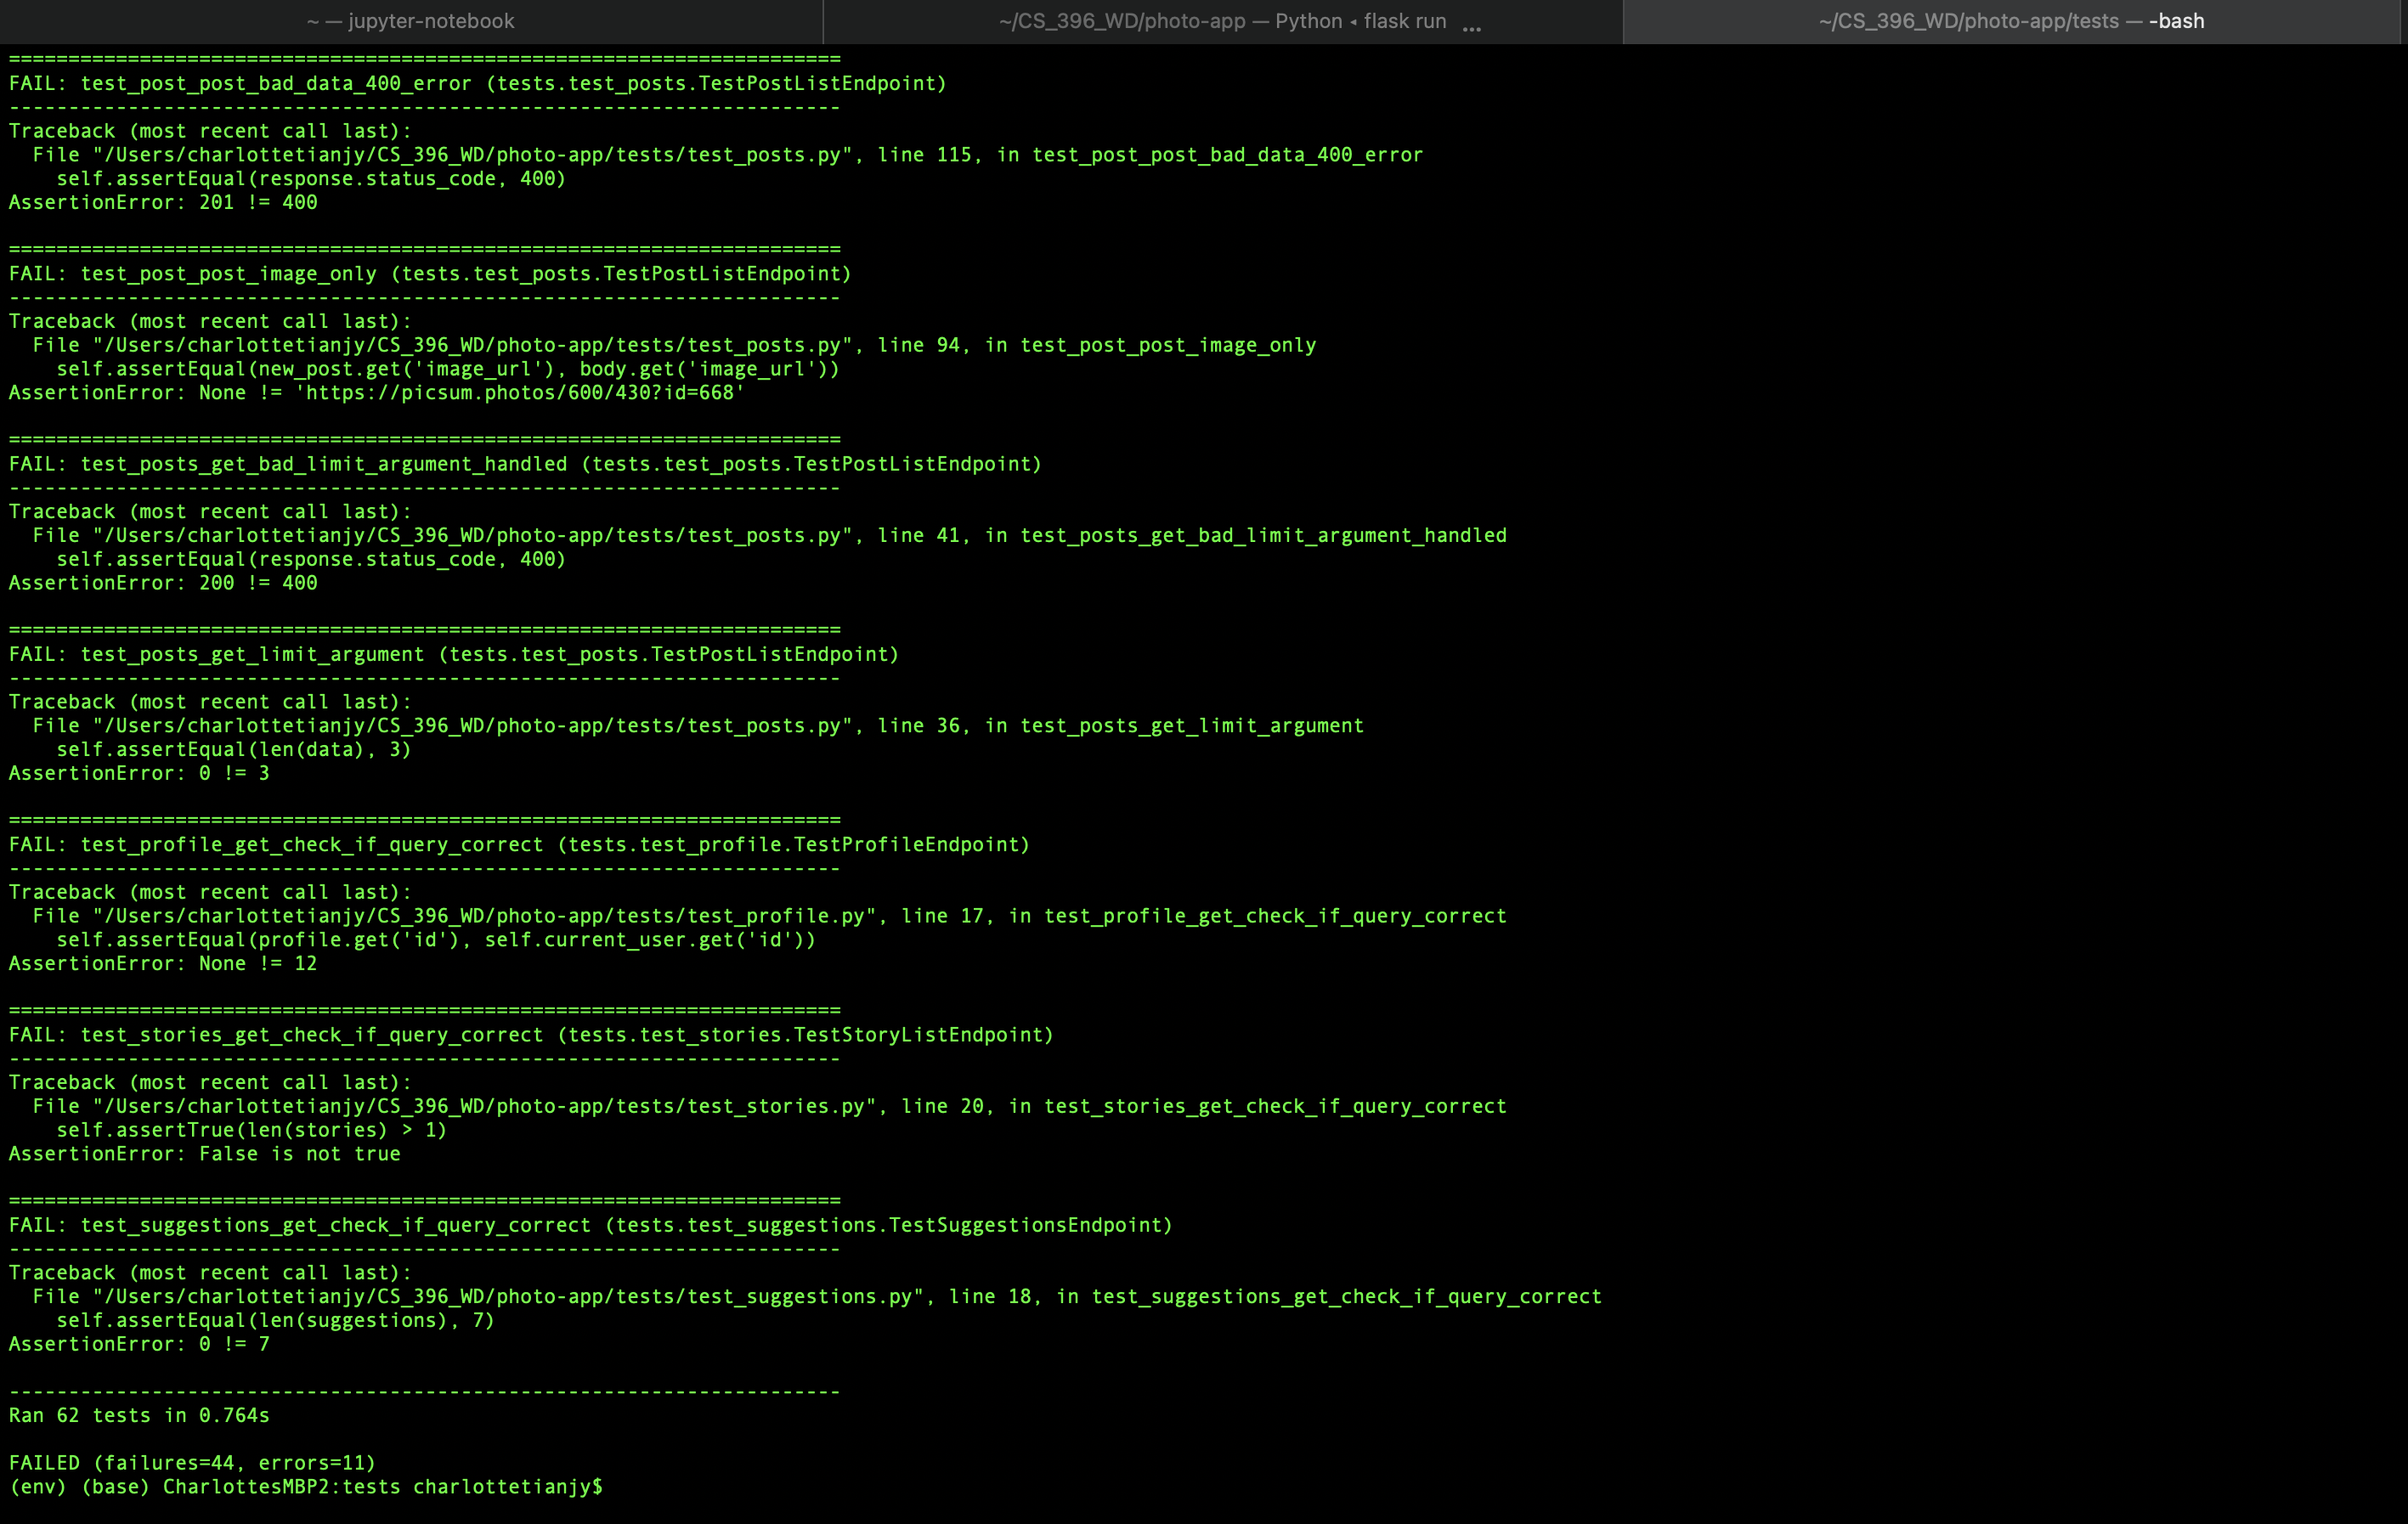 ~ — jupyter-notebook
~/CS_396_WD/photo-app — Python ◂ flask run ...
~/CS_396_WD/photo-app/tests — -bash
======================================================================
FAIL: test_post_post_bad_data_400_error (tests.test_posts.TestPostListEndpoint)
----------------------------------------------------------------------
Traceback (most recent call last):
  File "/Users/charlottetianjy/CS_396_WD/photo-app/tests/test_posts.py", line 115, in test_post_post_bad_data_400_error
    self.assertEqual(response.status_code, 400)
AssertionError: 201 != 400
======================================================================
FAIL: test_post_post_image_only (tests.test_posts.TestPostListEndpoint)
----------------------------------------------------------------------
Traceback (most recent call last):
  File "/Users/charlottetianjy/CS_396_WD/photo-app/tests/test_posts.py", line 94, in test_post_post_image_only
    self.assertEqual(new_post.get('image_url'), body.get('image_url'))
AssertionError: None != 'https://picsum.photos/600/430?id=668'
======================================================================
FAIL: test_posts_get_bad_limit_argument_handled (tests.test_posts.TestPostListEndpoint)
----------------------------------------------------------------------
Traceback (most recent call last):
  File "/Users/charlottetianjy/CS_396_WD/photo-app/tests/test_posts.py", line 41, in test_posts_get_bad_limit_argument_handled
    self.assertEqual(response.status_code, 400)
AssertionError: 200 != 400
======================================================================
FAIL: test_posts_get_limit_argument (tests.test_posts.TestPostListEndpoint)
----------------------------------------------------------------------
Traceback (most recent call last):
  File "/Users/charlottetianjy/CS_396_WD/photo-app/tests/test_posts.py", line 36, in test_posts_get_limit_argument
    self.assertEqual(len(data), 3)
AssertionError: 0 != 3
======================================================================
FAIL: test_profile_get_check_if_query_correct (tests.test_profile.TestProfileEndpoint)
----------------------------------------------------------------------
Traceback (most recent call last):
  File "/Users/charlottetianjy/CS_396_WD/photo-app/tests/test_profile.py", line 17, in test_profile_get_check_if_query_correct
    self.assertEqual(profile.get('id'), self.current_user.get('id'))
AssertionError: None != 12
======================================================================
FAIL: test_stories_get_check_if_query_correct (tests.test_stories.TestStoryListEndpoint)
----------------------------------------------------------------------
Traceback (most recent call last):
  File "/Users/charlottetianjy/CS_396_WD/photo-app/tests/test_stories.py", line 20, in test_stories_get_check_if_query_correct
    self.assertTrue(len(stories) > 1)
AssertionError: False is not true
======================================================================
FAIL: test_suggestions_get_check_if_query_correct (tests.test_suggestions.TestSuggestionsEndpoint)
----------------------------------------------------------------------
Traceback (most recent call last):
  File "/Users/charlottetianjy/CS_396_WD/photo-app/tests/test_suggestions.py", line 18, in test_suggestions_get_check_if_query_correct
    self.assertEqual(len(suggestions), 7)
AssertionError: 0 != 7
----------------------------------------------------------------------
Ran 62 tests in 0.764s
FAILED (failures=44, errors=11)
(env) (base) CharlottesMBP2:tests charlottetianjy$